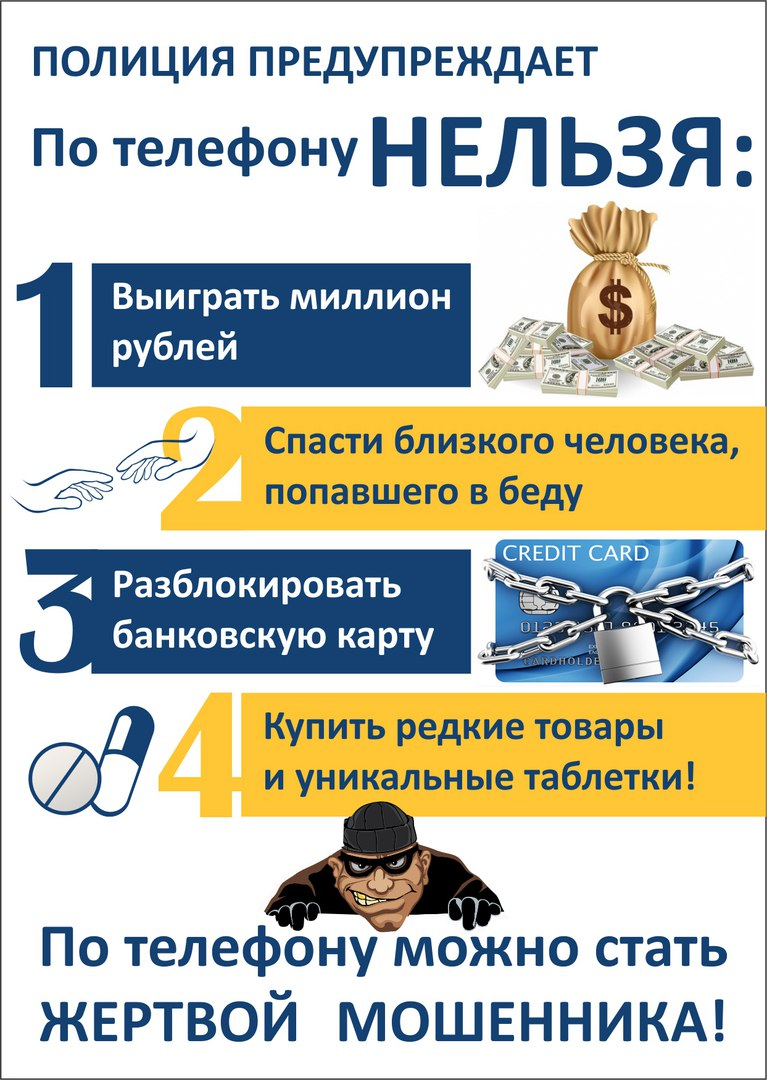 ПОЛИЦИЯ ПРЕДУПРЕЖДАЕТ
По телефону НЕЛЬЗЯ:
1 Выиграть миллион
рублей
$
2 Спасти близкого человека,
попавшего в беду
3 Разблокировать
банковскую карту
CREDIT CARD
4 Купить редкие товары
и уникальные таблетки!
По телефону можно стать
ЖЕРТВОЙ МОШЕННИКА!